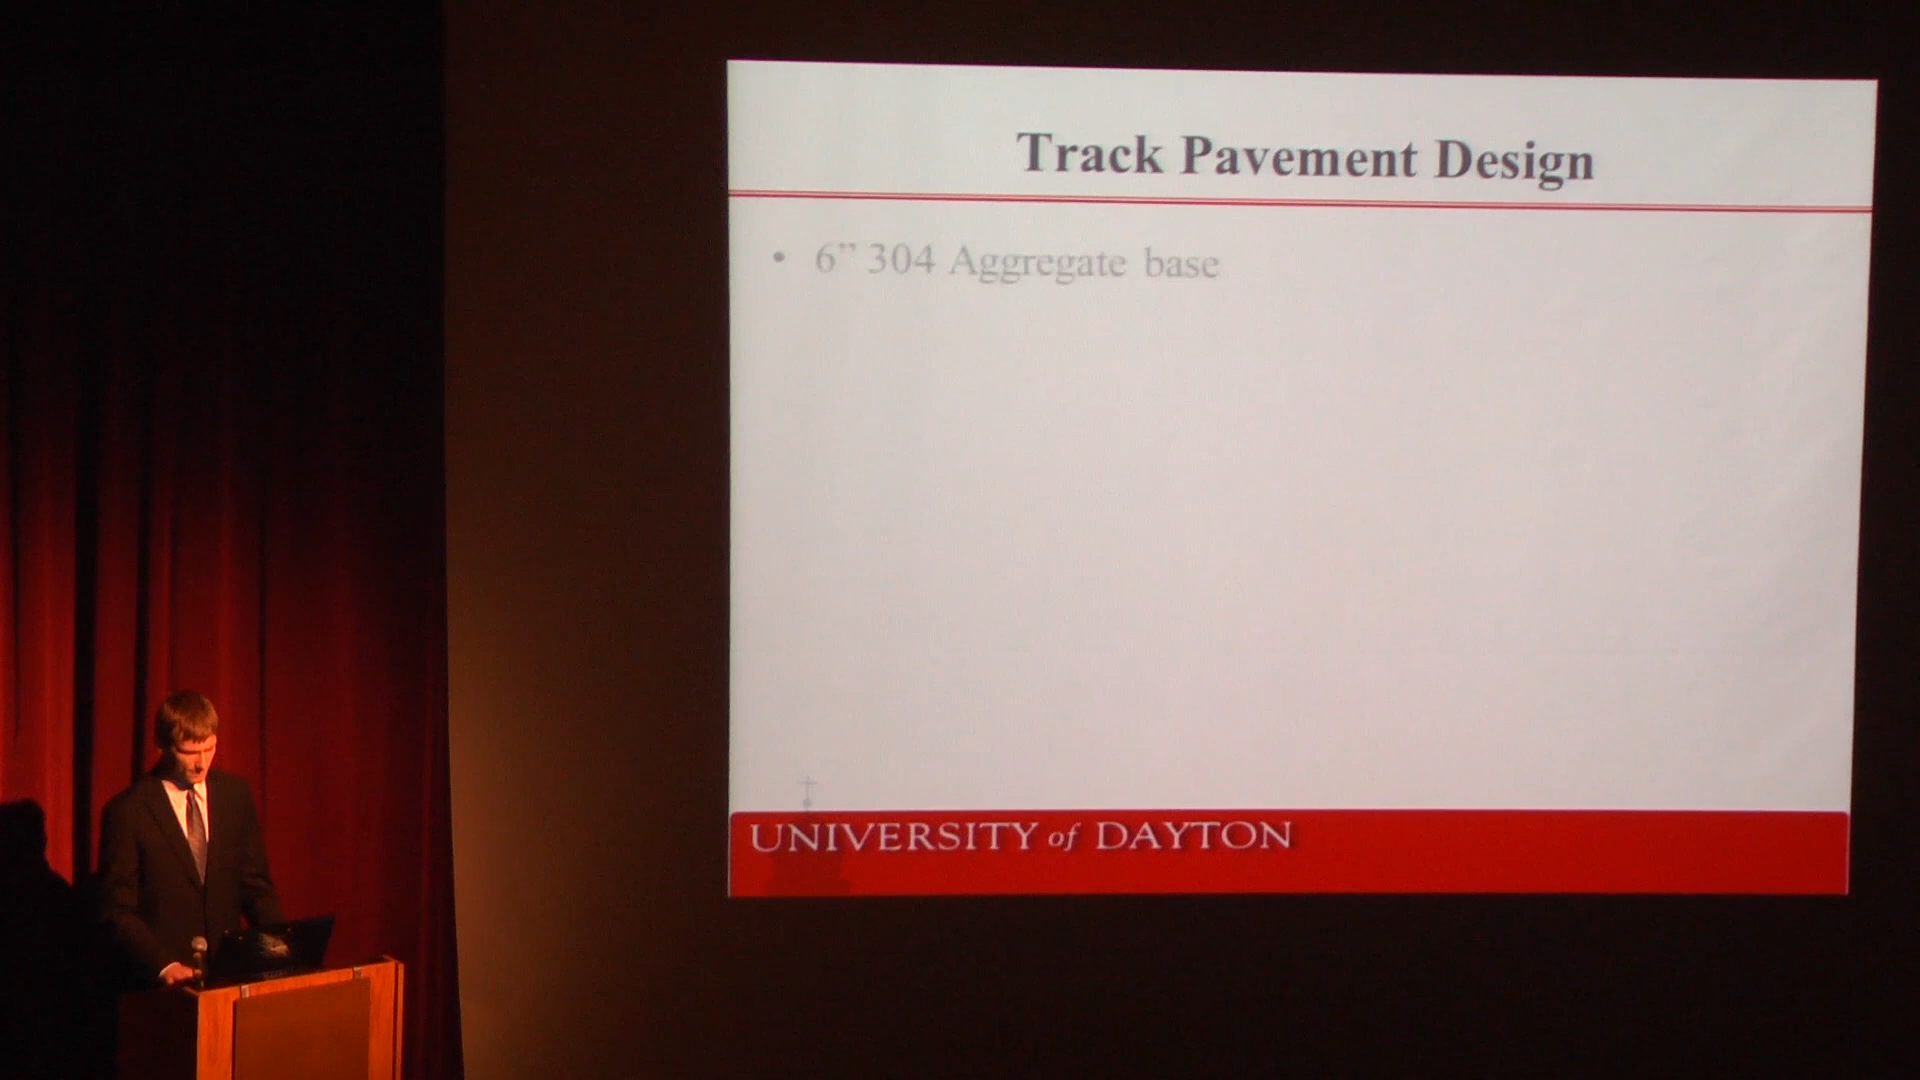 Track Pavement Design
• 6” 304 Aggregate base
UNIVERSITY of DAYTON